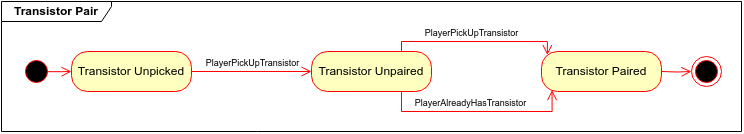 Transistor Pair
PlayerPickUpTransistor
Transistor Unpicked
PlayerPickUpTransistor
Transistor Unpaired
Transistor Paired
PlayerAlreadyHasTransistor